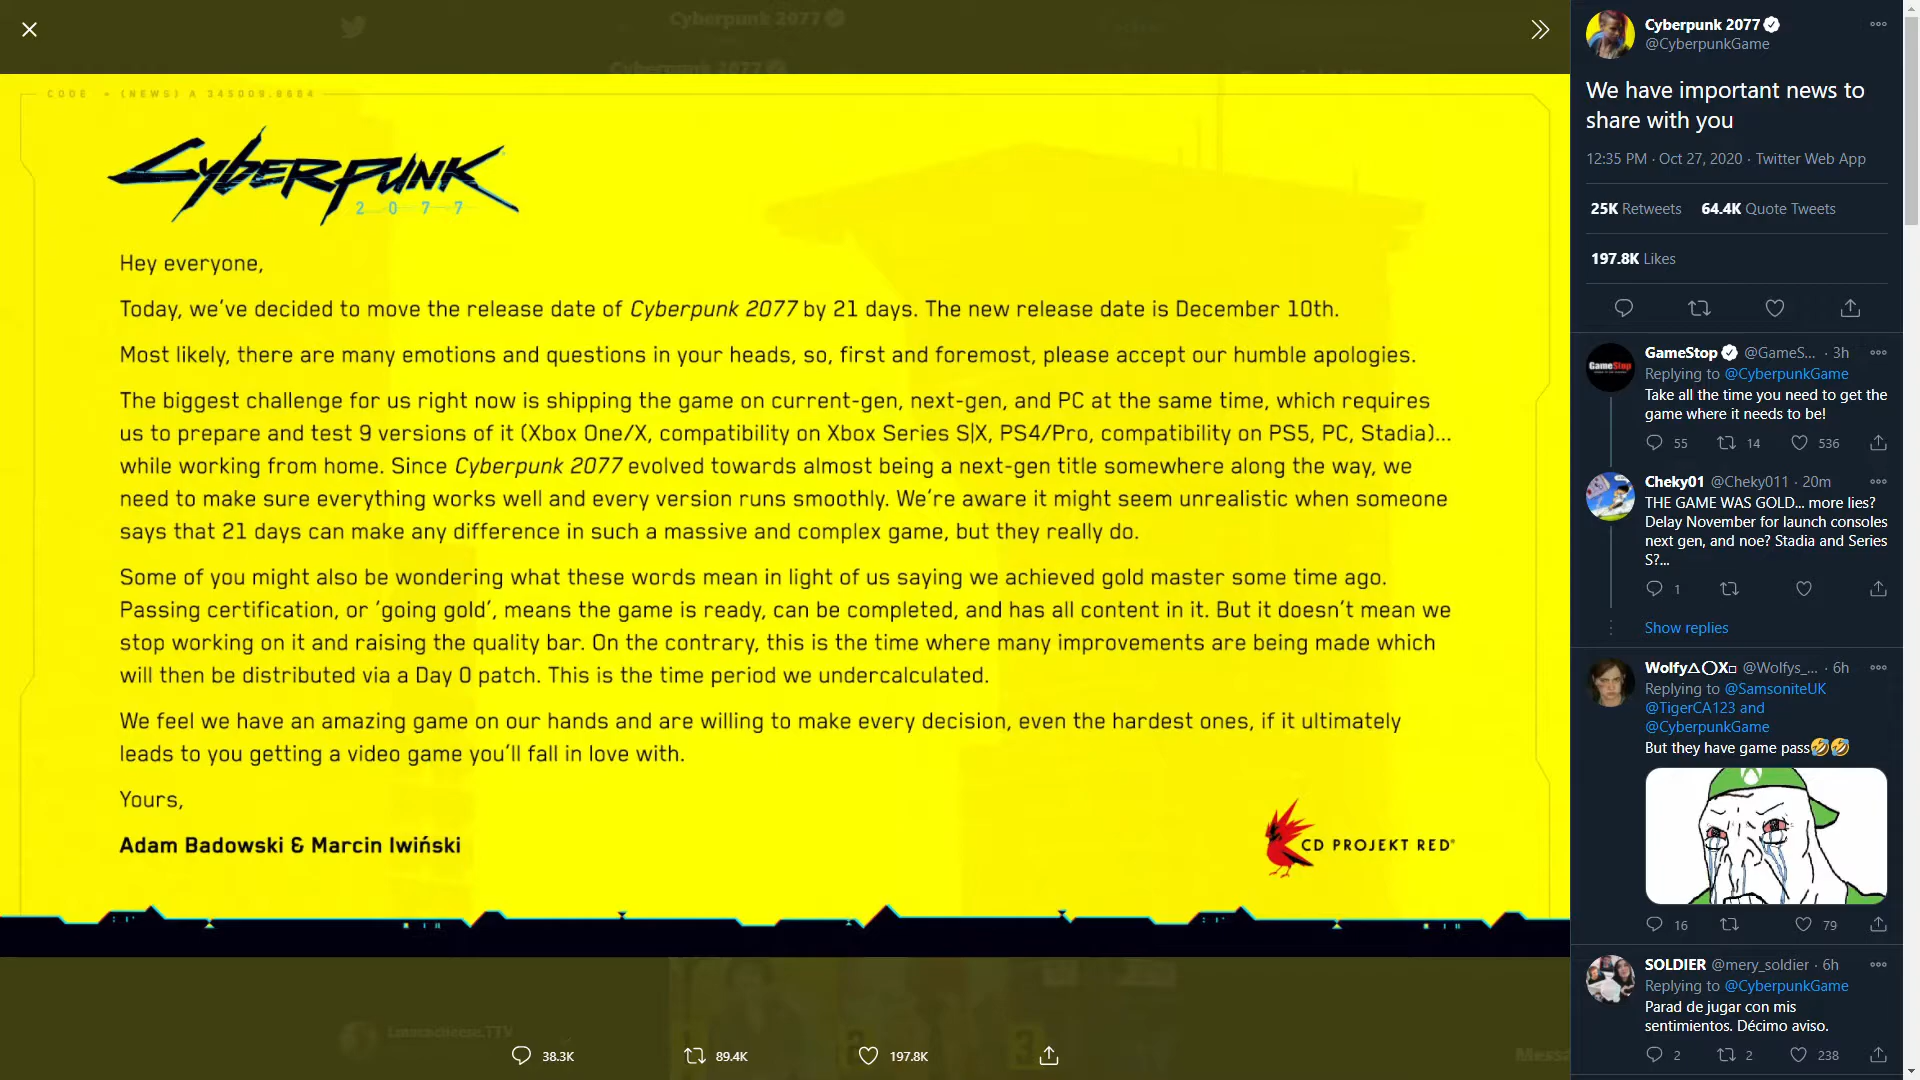 CODE - (NEWS) A 345009.8684
CYBERPUNK
2077
Hey everyone,
Today, we've decided to move the release date of Cyberpunk 2077 by 21 days. The new release date is December 10th.
Most likely, there are many emotions and questions in your heads, so, first and foremost, please accept our humble apologies.
The biggest challenge for us right now is shipping the game on current-gen, next-gen, and PC at the same time, which requires
us to prepare and test 9 versions of it (Xbox One/X, compatibility on Xbox Series S|X, PS4/Pro, compatibility on PS5, PC, Stadia)...
while working from home. Since Cyberpunk 2077 evolved towards almost being a next-gen title somewhere along the way, we
need to make sure everything works well and every version runs smoothly. We're aware it might seem unrealistic when someone
says that 21 days can make any difference in such a massive and complex game, but they really do.
Some of you might also be wondering what these words mean in light of us saying we achieved gold master some time ago.
Passing certification, or 'going gold', means the game is ready, can be completed, and has all content in it. But it doesn't mean we
stop working on it and raising the quality bar. On the contrary, this is the time where many improvements are being made which
will then be distributed via a Day 0 patch. This is the time period we undercalculated.
We feel we have an amazing game on our hands and are willing to make every decision, even the hardest ones, if it ultimately
leads to you getting a video game you'll fall in love with.
Yours,
Adam Badowski & Marcin Iwiński
CD PROJEKT RED®
38.3K 89.4K 197.8K
Cyberpunk 2077
@CyberpunkGame
We have important news to
share with you
12:35 PM · Oct 27, 2020 · Twitter Web App
25K Retweets 64.4K Quote Tweets
197.8K Likes
GameStop @GameS... · 3h
Replying to @CyberpunkGame
Take all the time you need to get the
game where it needs to be!
55 14 536
Cheky01 @Cheky011 · 20m
THE GAME WAS GOLD... more lies?
Delay November for launch consoles
next gen, and noe? Stadia and Series
S?...
1
Show replies
Wolfy△◯X□ @Wolfys_... · 6h
Replying to @SamsoniteUK
@TigerCA123 and
@CyberpunkGame
But they have game pass🤣🤣
16 79
SOLDIER @mery_soldier · 6h
Replying to @CyberpunkGame
Parad de jugar con mis
sentimientos. Décimo aviso.
2 2 238